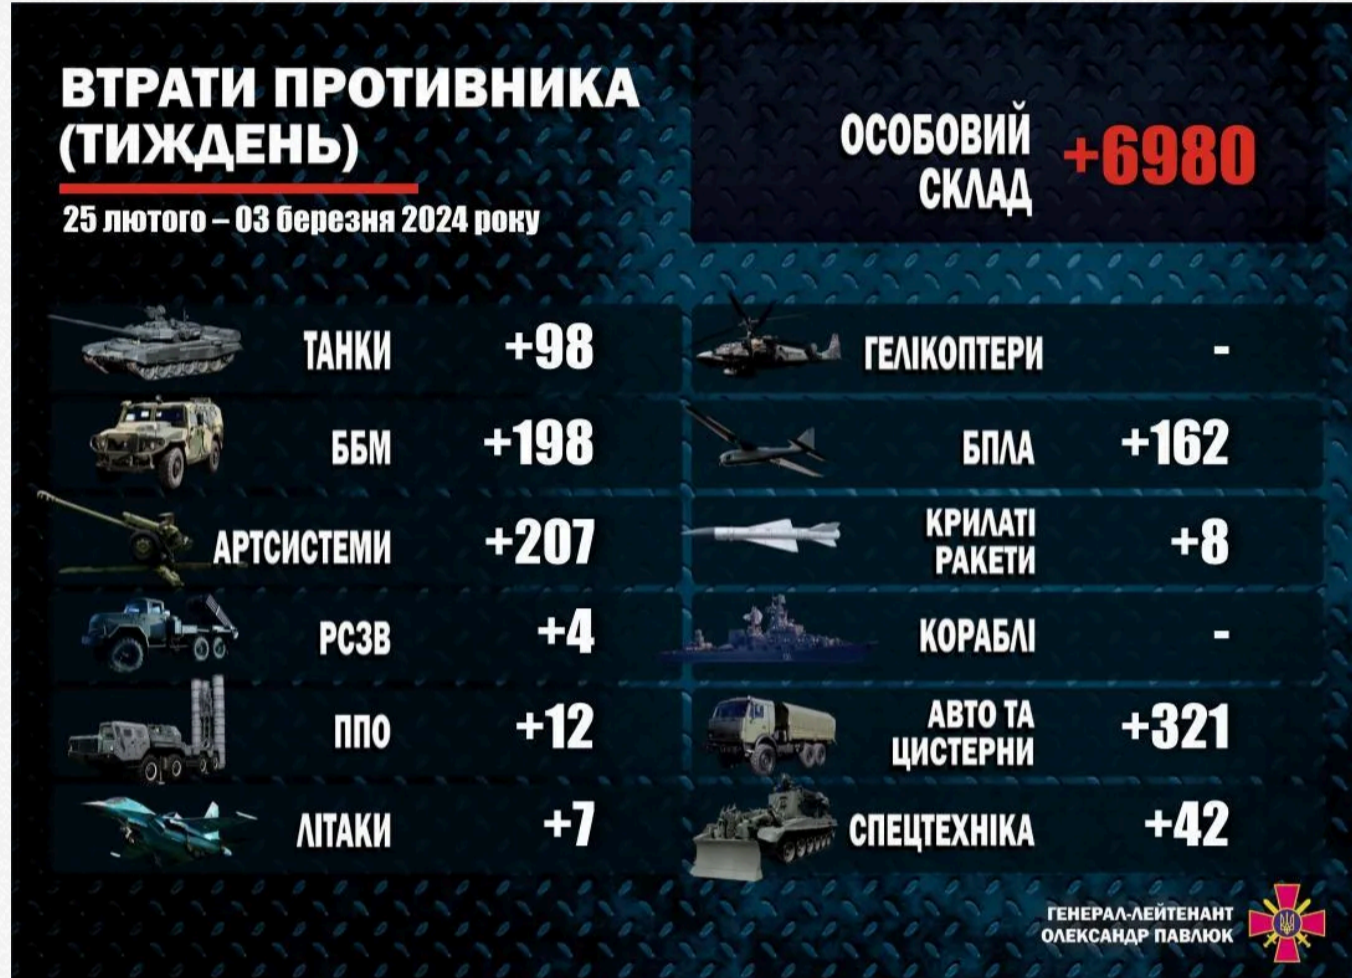 ВТРАТИ ПРОТИВНИКА
(ТИЖДЕНЬ)
25 лютого – 03 березня 2024 року
ОСОБОВИЙ
СКЛАД
+6980
ТАНКИ +98
ББМ +198
АРТСИСТЕМИ +207
РСЗВ +4
ППО +12
ЛІТАКИ +7
ГЕЛІКОПТЕРИ -
БПЛА +162
КРИЛАТІ
РАКЕТИ
+8
КОРАБЛІ -
АВТО ТА
ЦИСТЕРНИ
+321
СПЕЦТЕХНІКА +42
ГЕНЕРАЛ-ЛЕЙТЕНАНТ
ОЛЕКСАНДР ПАВЛЮК